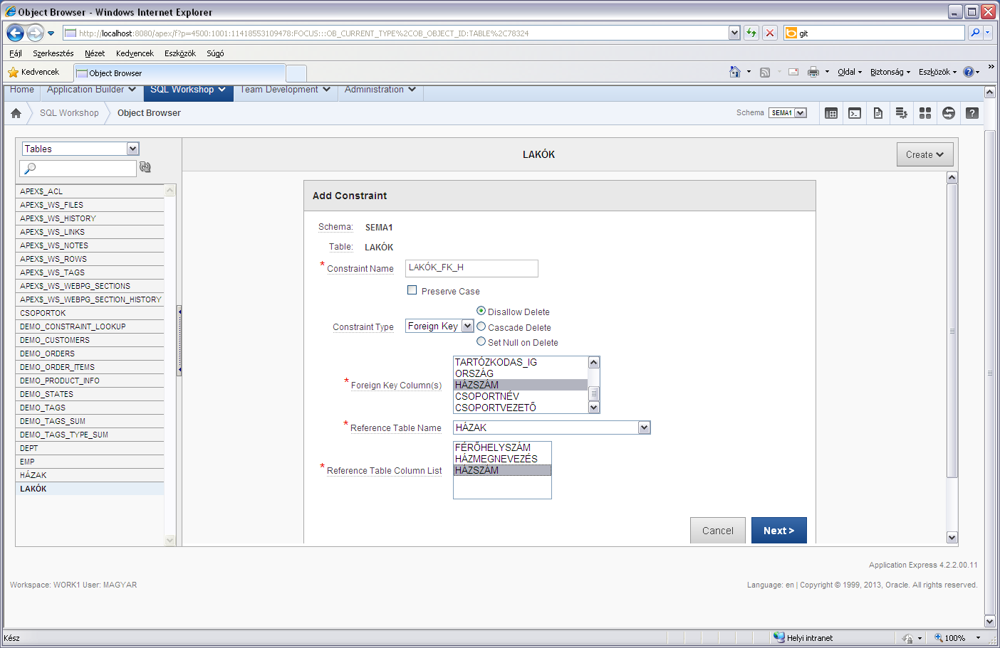 Object Browser - Windows Internet Explorer
http://localhost:8080/apex/f?p=4500:1001:11418553109478:FOCUS:::OB_CURRENT_TYPE%2COB_OBJECT_ID:TABLE%2C78324
git
Fájl Szerkesztés Nézet Kedvencek Eszközök Súgó
Kedvencek Object Browser Oldal Biztonság Eszközök »
Home Application Builder SQL Workshop Team Development Administration
SQL Workshop Object Browser Schema SEMA1
Tables
LAKÓK
Create
APEX$_ACL
APEX$_WS_FILES
APEX$_WS_HISTORY
APEX$_WS_LINKS
APEX$_WS_NOTES
APEX$_WS_ROWS
APEX$_WS_TAGS
APEX$_WS_WEBPG_SECTIONS
APEX$_WS_WEBPG_SECTION_HISTORY
CSOPORTOK
DEMO_CONSTRAINT_LOOKUP
DEMO_CUSTOMERS
DEMO_ORDERS
DEMO_ORDER_ITEMS
DEMO_PRODUCT_INFO
DEMO_STATES
DEMO_TAGS
DEMO_TAGS_SUM
DEMO_TAGS_TYPE_SUM
DEPT
EMP
HÁZAK
LAKÓK
Add Constraint
Schema: SEMA1
Table: LAKÓK
* Constraint Name LAKÓK_FK_H
Preserve Case
Constraint Type Foreign Key
Disallow Delete
Cascade Delete
Set Null on Delete
* Foreign Key Column(s)
TARTÓZKODAS_IG
ORSZÁG
HÁZSZÁM
CSOPORTNÉV
CSOPORTVEZETŐ
* Reference Table Name HÁZAK
* Reference Table Column List
FÉRŐHELYSZÁM
HÁZMEGNEVEZÉS
HÁZSZÁM
Cancel Next >
Application Express 4.2.2.00.11
Workspace: WORK1 User: MAGYAR
Language: en | Copyright © 1999, 2013, Oracle. All rights reserved.
Kész Helyi intranet 100%